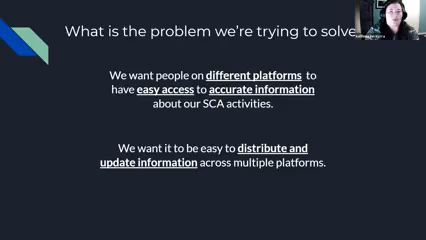 What is the problem we're trying to solve
We want people on different platforms to
have easy access to accurate information
about our SCA activities.
We want it to be easy to distribute and
update information across multiple platforms.